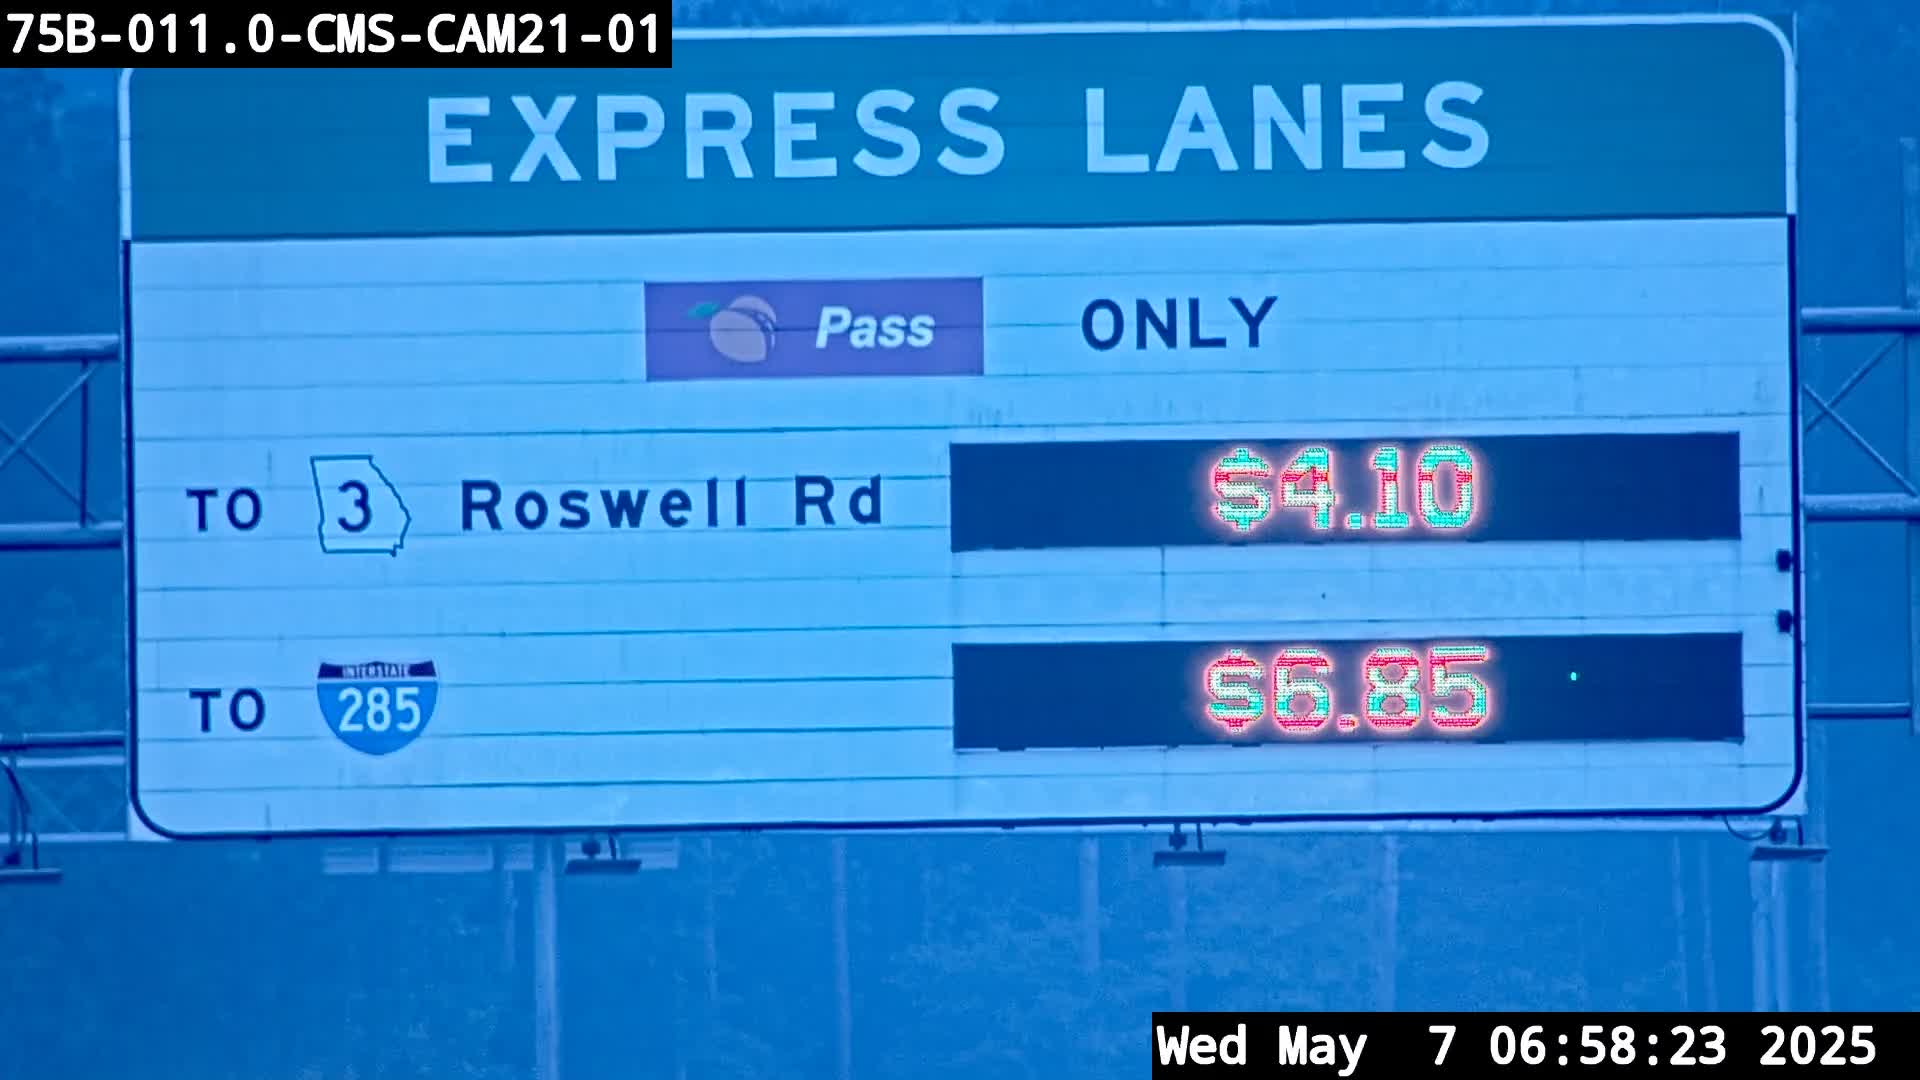 75B-011.0-CMS-CAM21-01
EXPRESS LANES
Pass ONLY
TO 3 Roswell Rd $4.10
INTERSTATE
TO 285 $6.85
Wed May 7 06:58:23 2025